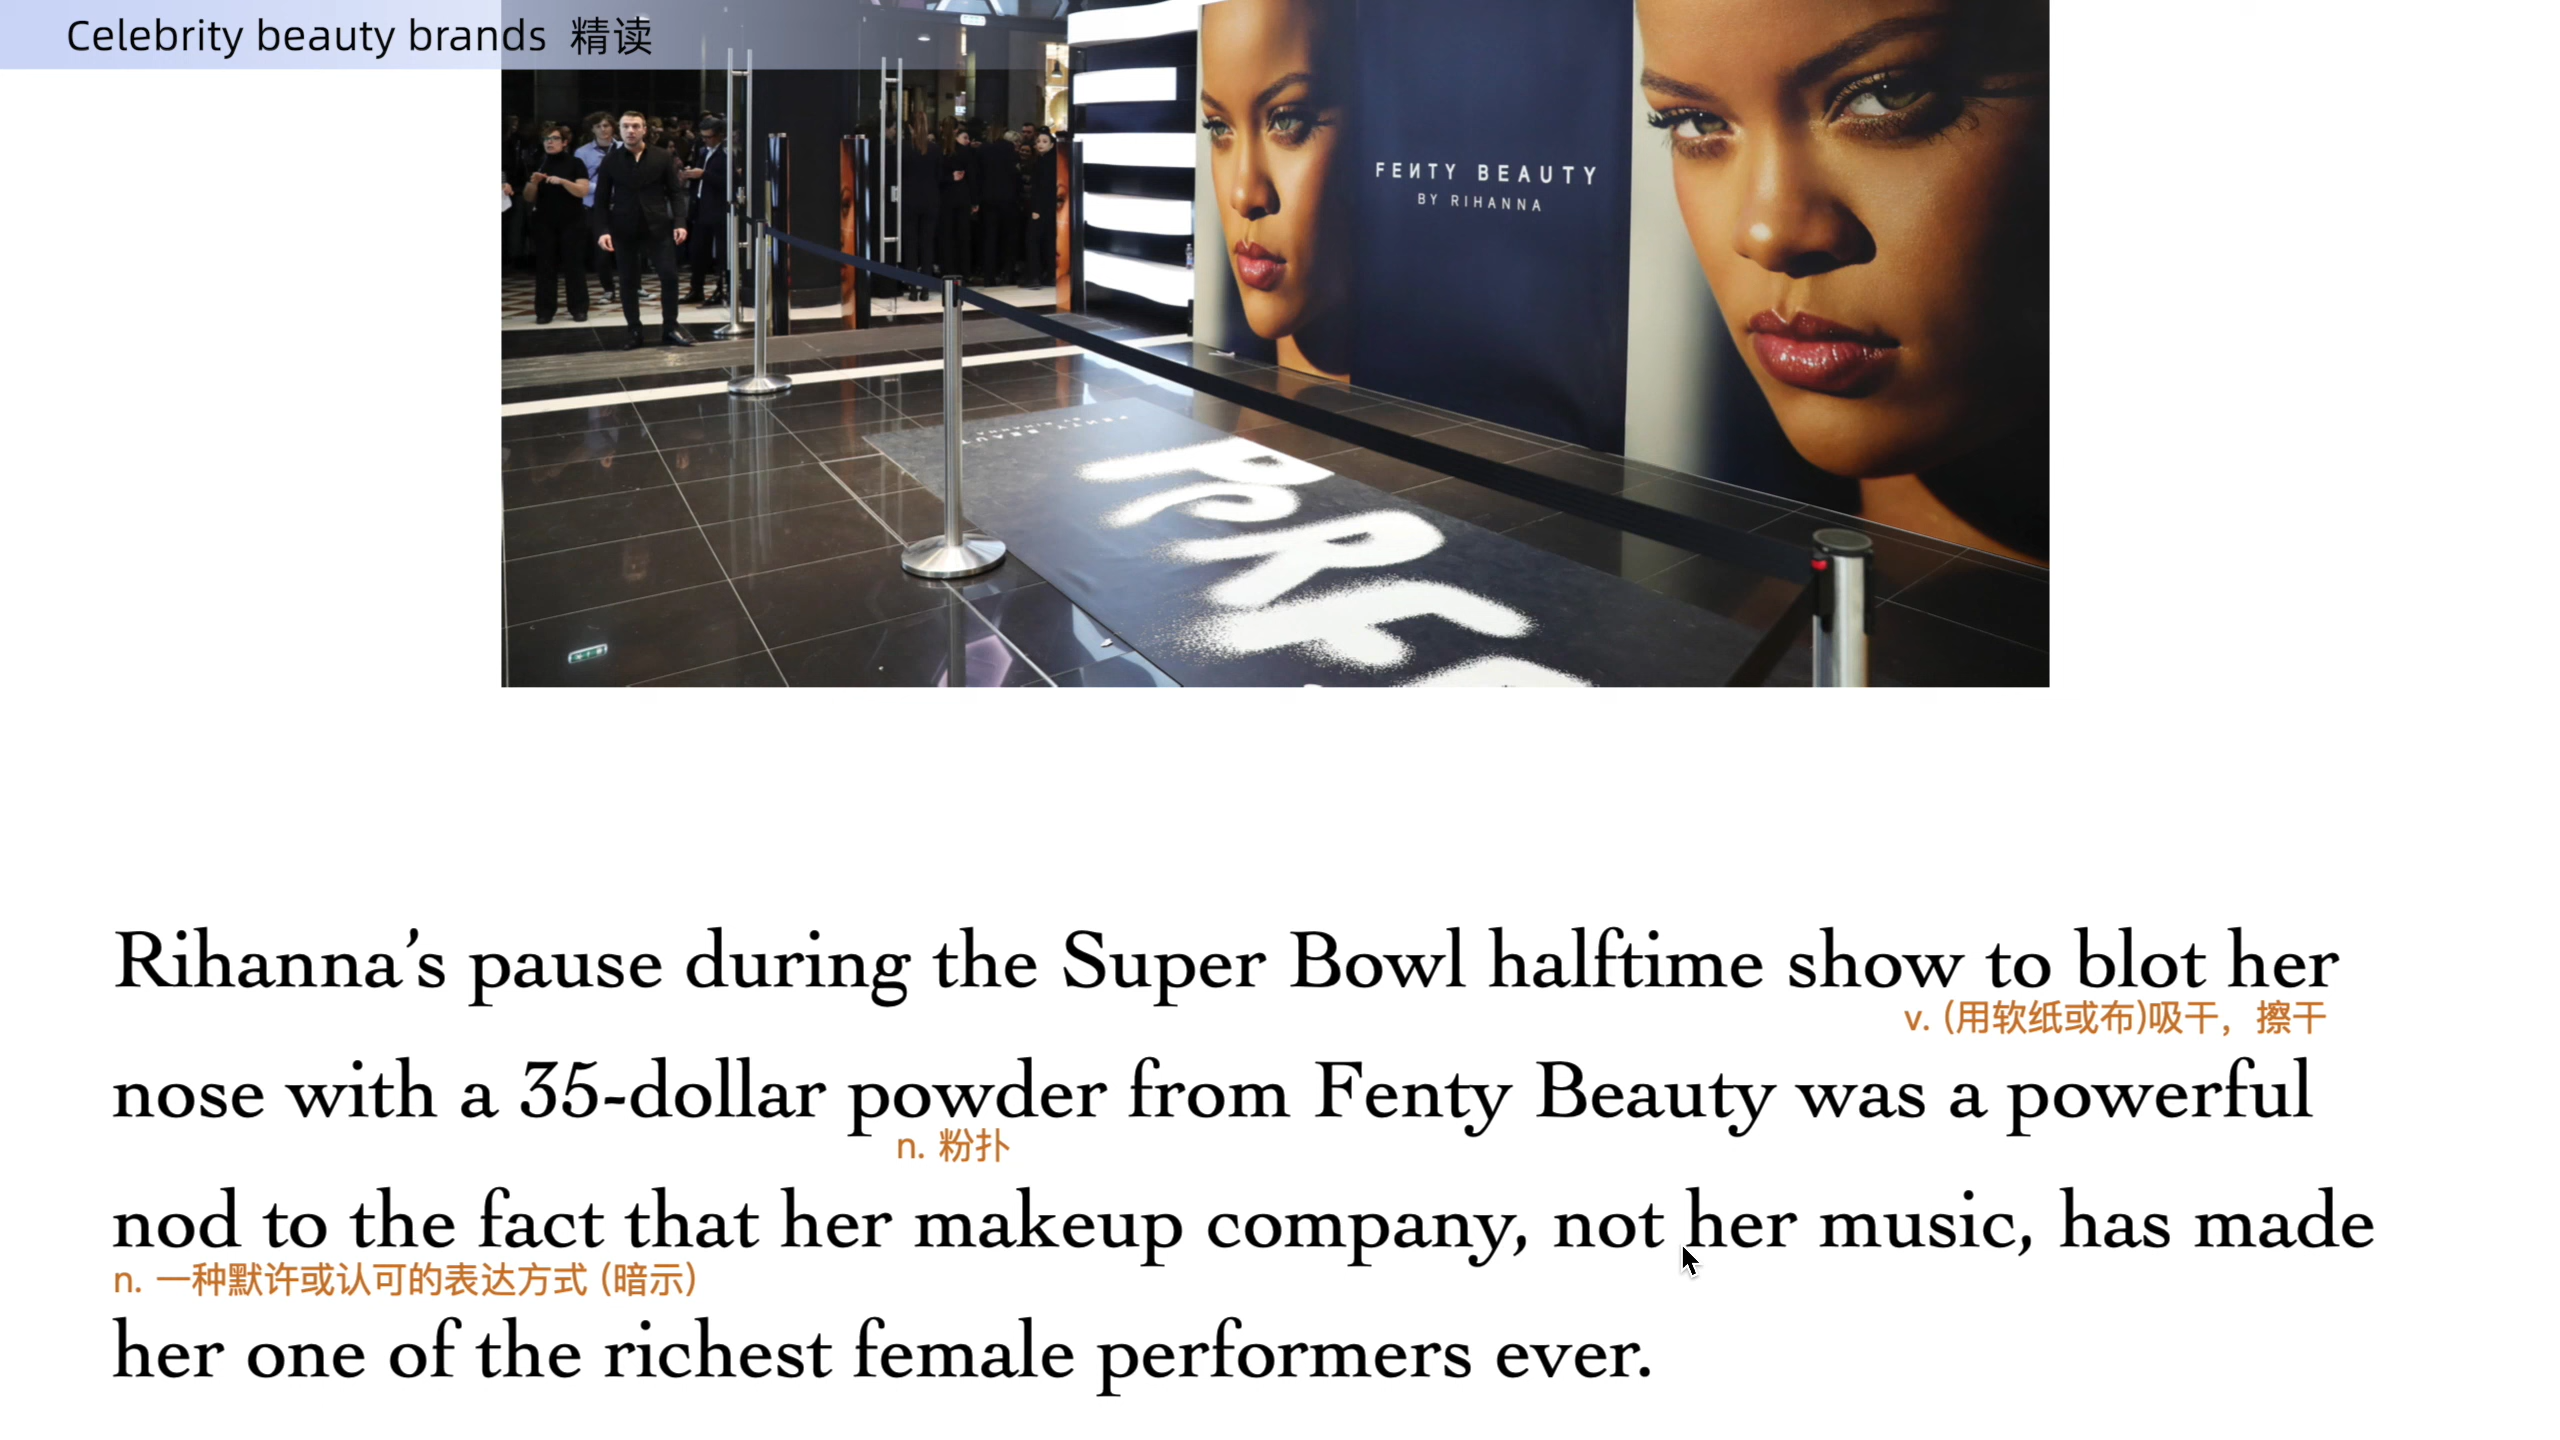 Celebrity beauty brands 精读
FEИTY BEAUTY
BY RIHANNA
Rihanna’s pause during the Super Bowl halftime show to blot her
v. (用软纸或布)吸干，擦干
nose with a 35-dollar powder from Fenty Beauty was a powerful
n. 粉扑
nod to the fact that her makeup company, not her music, has made
n. 一种默许或认可的表达方式 (暗示)
her one of the richest female performers ever.